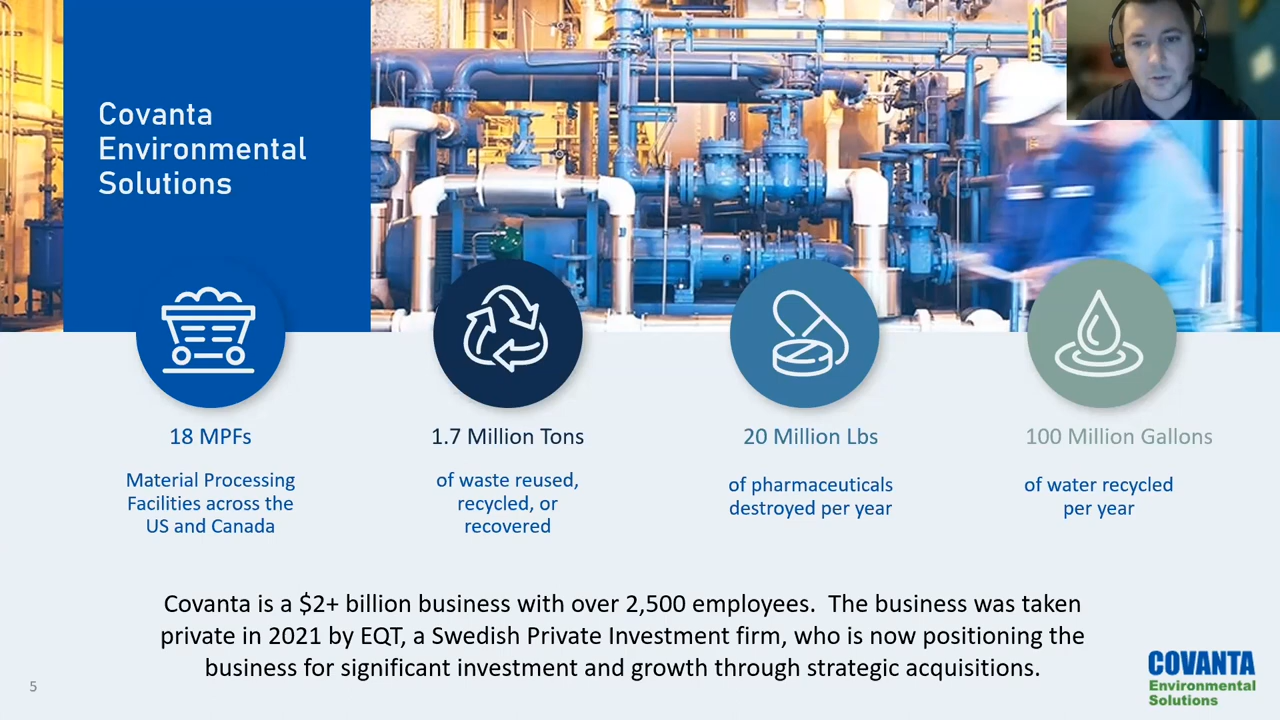 Covanta
Environmental
Solutions
18 MPFs
Material Processing
Facilities across the
US and Canada
1.7 Million Tons
of waste reused,
recycled, or
recovered
20 Million Lbs
of pharmaceuticals
destroyed per year
100 Million Gallons
of water recycled
per year
Covanta is a $2+ billion business with over 2,500 employees.  The business was taken
private in 2021 by EQT, a Swedish Private Investment firm, who is now positioning the
business for significant investment and growth through strategic acquisitions.
5
COVANTA
Environmental
Solutions